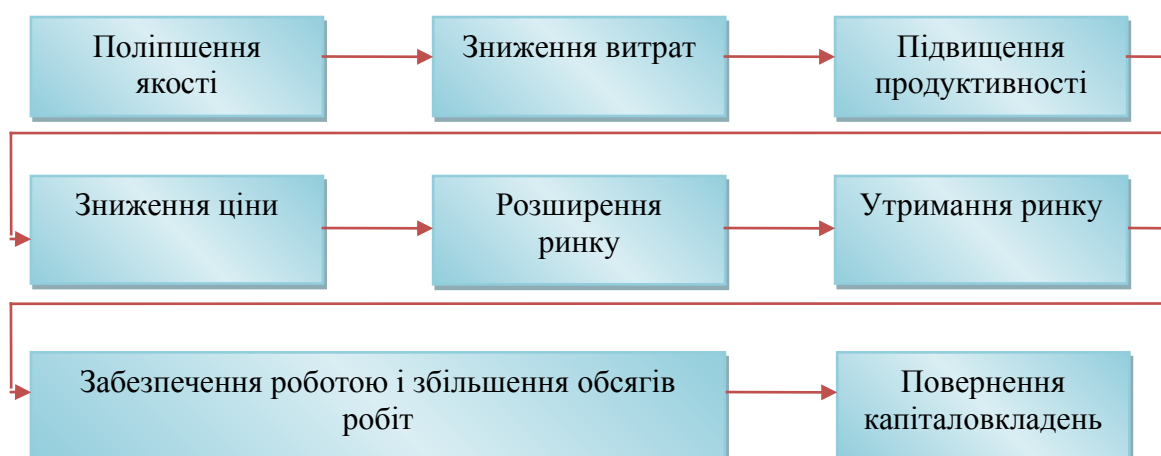 Поліпшення
якості
Зниження витрат
Підвищення
продуктивності
Зниження ціни
Розширення
ринку
Утримання ринку
Забезпечення роботою і збільшення обсягів
робіт
Повернення
капіталовкладень